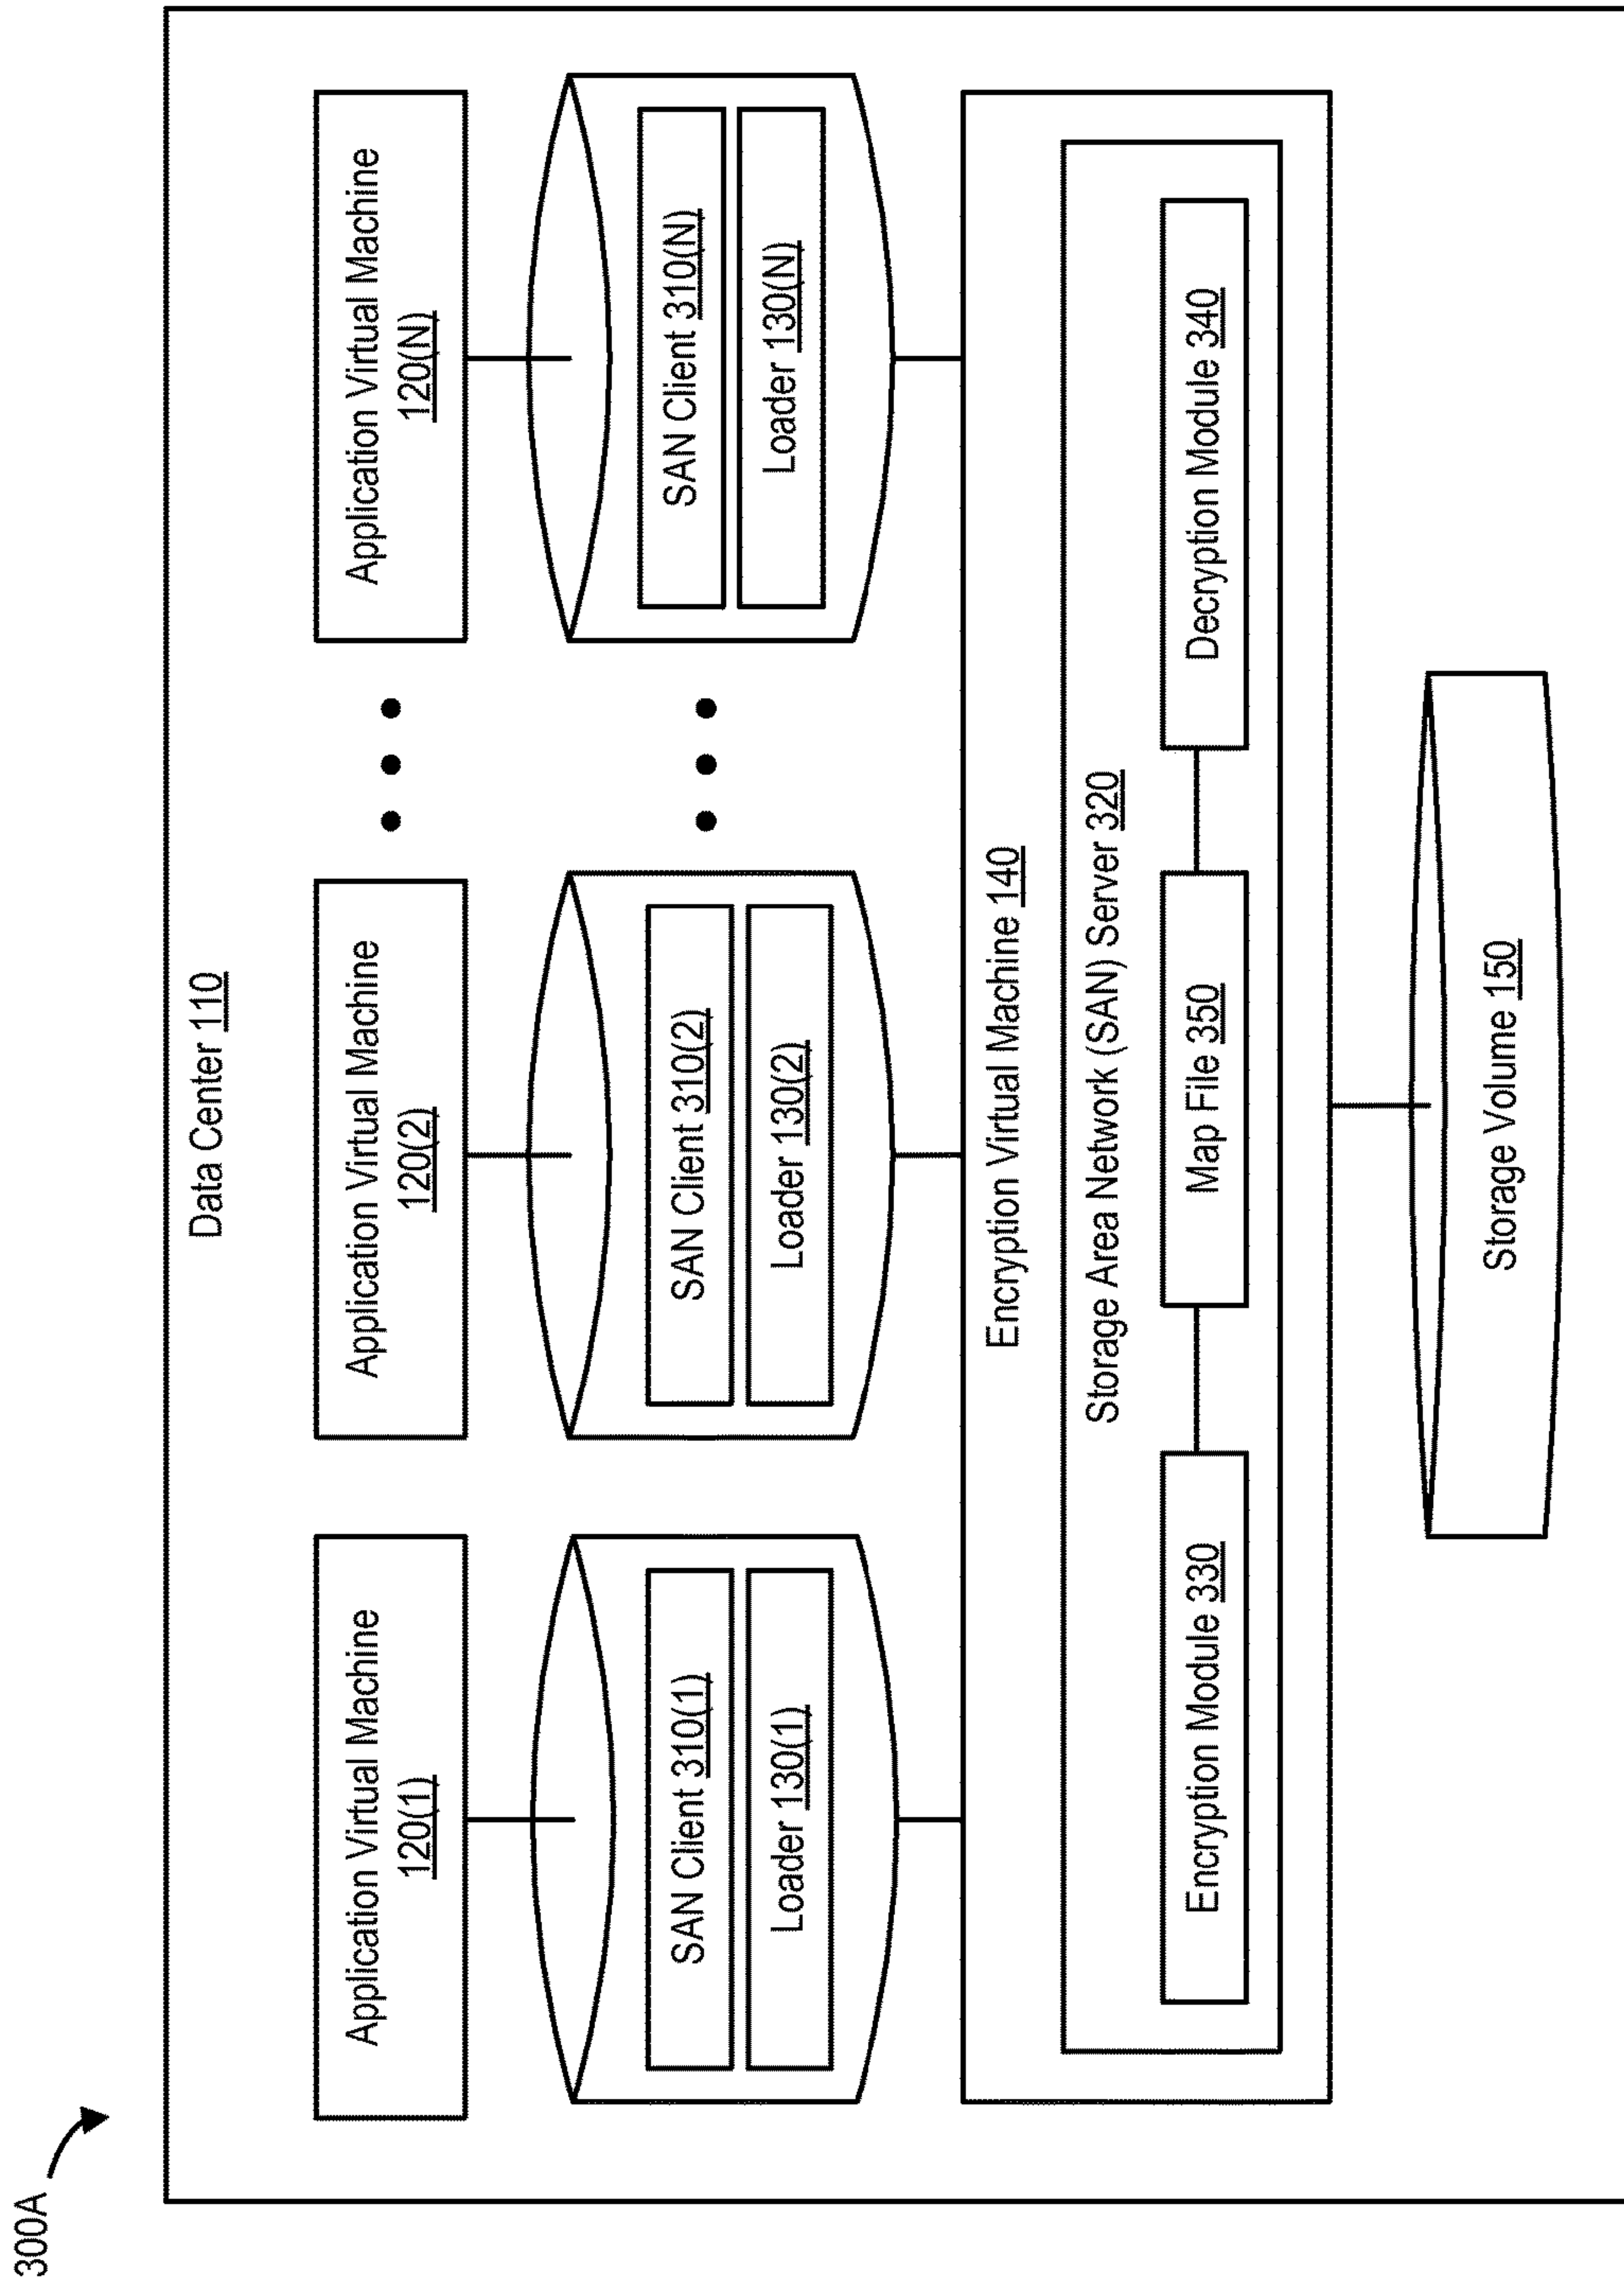 300A
Data Center 110
Application Virtual Machine
120(1)
Application Virtual Machine
120(2)
Application Virtual Machine
120(N)
SAN Client 310(1)
Loader 130(1)
SAN Client 310(2)
Loader 130(2)
SAN Client 310(N)
Loader 130(N)
Encryption Virtual Machine 140
Storage Area Network (SAN) Server 320
Encryption Module 330
Map File 350
Decryption Module 340
Storage Volume 150